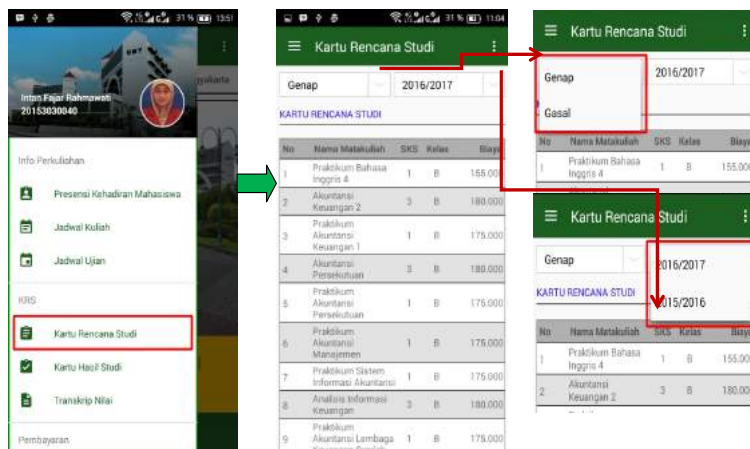 31 % 13:51
Intan Fajar Rahmawati
20153030040
Info Perkuliahan
Presensi Kehadiran Mahasiswa
Jadwal Kuliah
Jadwal Ujian
KRS
Kartu Rencana Studi
Kartu Hasil Studi
Transkrip Nilai
Pembayaran
31 % 11:04
Kartu Rencana Studi
Genap 2016/2017
KARTU RENCANA STUDI
No Nama Matakuliah SKS Kelas Biaya
1 Praktikum Bahasa Inggris 4 1 B 155.000
2 Akuntansi Keuangan 2 3 B 180.000
3 Praktikum Akuntansi Keuangan 1 1 B 175.000
4 Akuntansi Persekutuan 3 B 180.000
5 Praktikum Akuntansi Persekutuan 1 B 175.000
6 Praktikum Akuntansi Manajemen 1 B 175.000
7 Praktikum Sistem Informasi Akuntansi 1 B 175.000
8 Analisis Informasi Keuangan 3 B 180.000
9 Praktikum Akuntansi Lembaga 1 B 175.000
Kartu Rencana Studi
Genap 2016/2017
Gasal
No Nama Matakuliah SKS Kelas Biaya
1 Praktikum Bahasa Inggris 4 1 B 155.000
Kartu Rencana Studi
Genap 2016/2017
KARTU RENCANA STUDI 2015/2016
No Nama Matakuliah SKS Kelas Biaya
1 Praktikum Bahasa Inggris 4 1 B 155.000
2 Akuntansi Keuangan 2 3 B 180.000